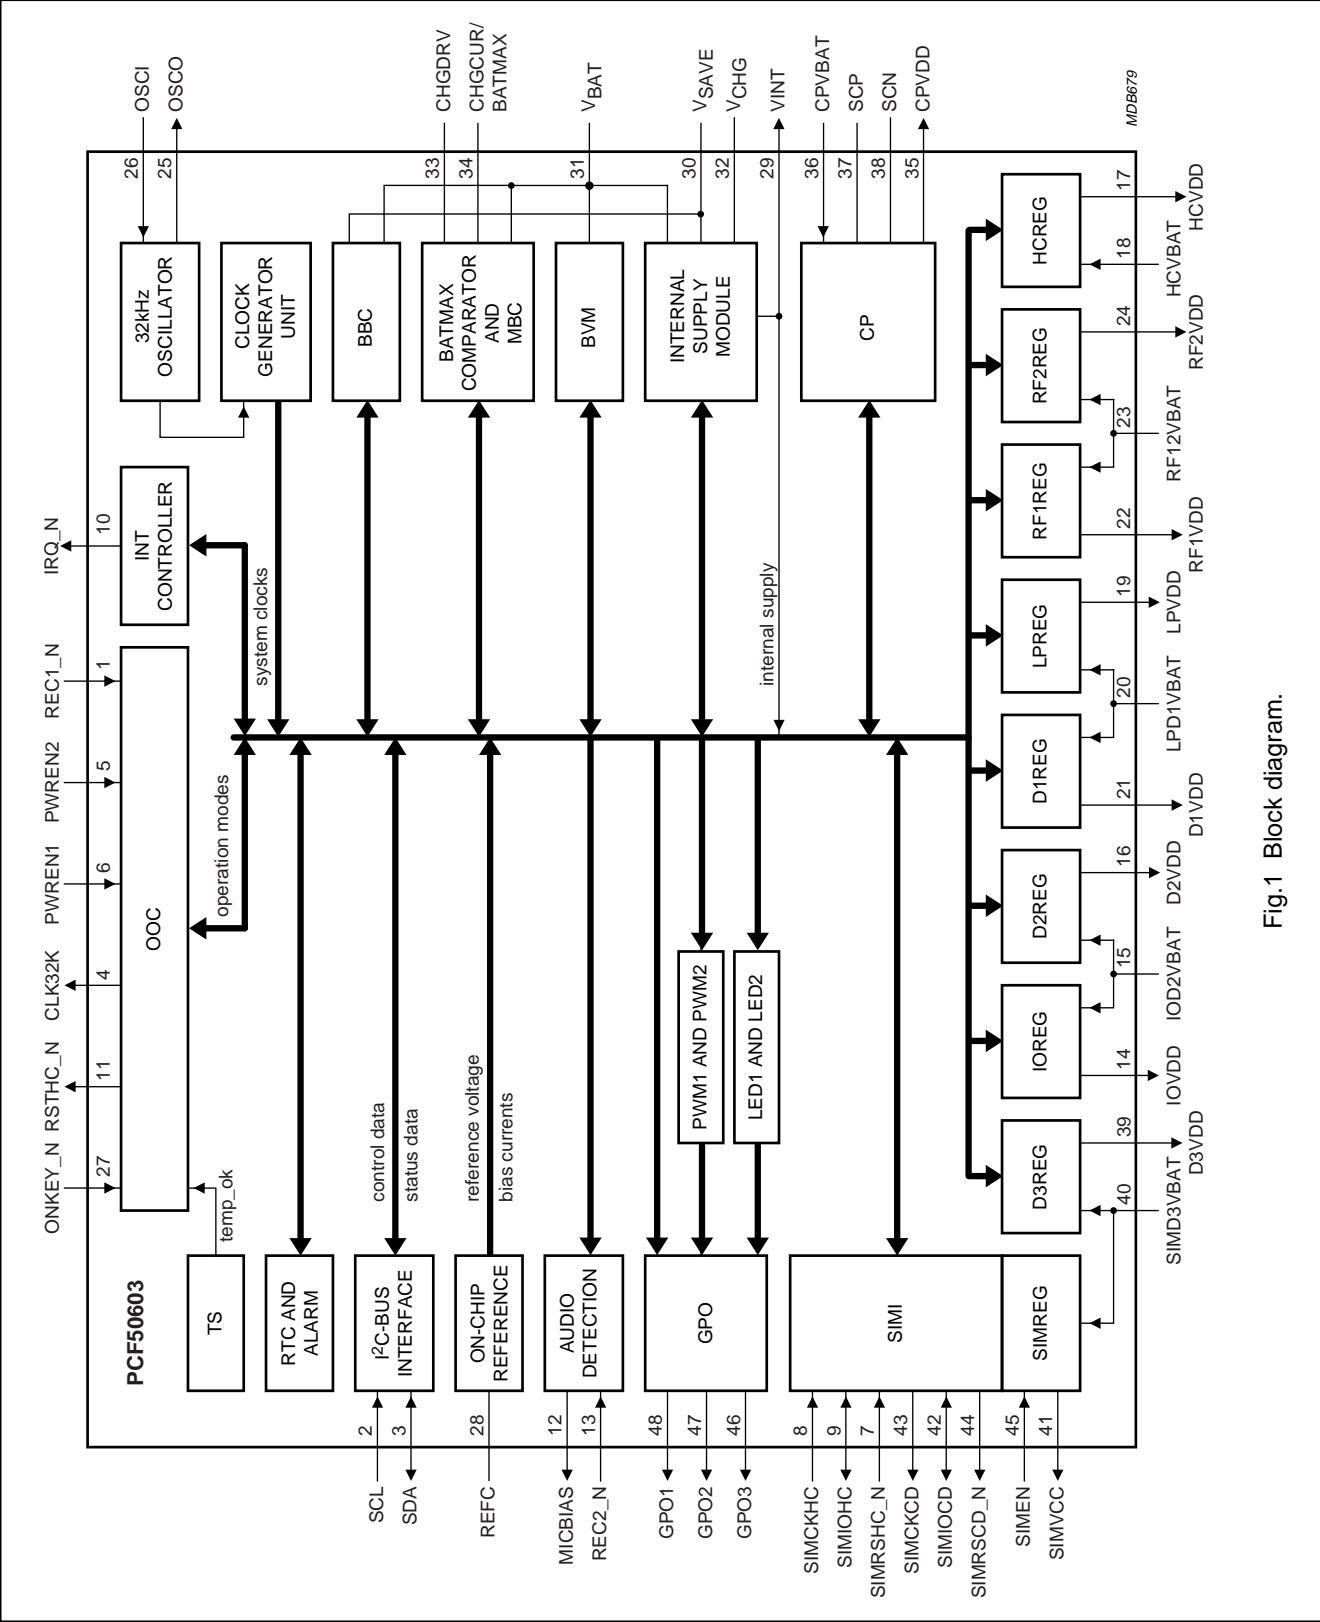 PCF50603
ONKEY_N
27
RSTHC_N
11
CLK32K
4
PWREN1
6
PWREN2
5
REC1_N
1
IRQ_N
10
OSCI
26
OSCO
25
TS
temp_ok
OOC
operation modes
INT
CONTROLLER
32kHz
OSCILLATOR
CLOCK
GENERATOR
UNIT
system clocks
RTC AND
ALARM
SCL
2
SDA
3
I²C-BUS
INTERFACE
control data
status data
BBC
REFC
28
ON-CHIP
REFERENCE
reference voltage
bias currents
BATMAX
COMPARATOR
AND
MBC
33
CHGDRV
34
CHGCUR/
BATMAX
MICBIAS
12
REC2_N
13
AUDIO
DETECTION
BVM
31
VBAT
GPO1
48
GPO2
47
GPO3
46
GPO
PWM1 AND PWM2
LED1 AND LED2
INTERNAL
SUPPLY
MODULE
30
VSAVE
32
VCHG
29
VINT
internal supply
SIMCKHC
8
SIMIOHC
9
SIMRSHC_N
7
SIMCKCD
43
SIMIOCD
42
SIMRSCD_N
44
SIMEN
45
SIMVCC
41
SIMI
SIMREG
CP
36
CPVBAT
37
SCP
38
SCN
35
CPVDD
D3REG
IOREG
D2REG
D1REG
LPREG
RF1REG
RF2REG
HCREG
40
39
14
15
16
21
20
19
22
23
24
18
17
SIMD3VBAT
D3VDD
IOVDD
IOD2VBAT
D2VDD
D1VDD
LPD1VBAT
LPVDD
RF1VDD
RF12VBAT
RF2VDD
HCVBAT
HCVDD
MDB679
Fig.1 Block diagram.